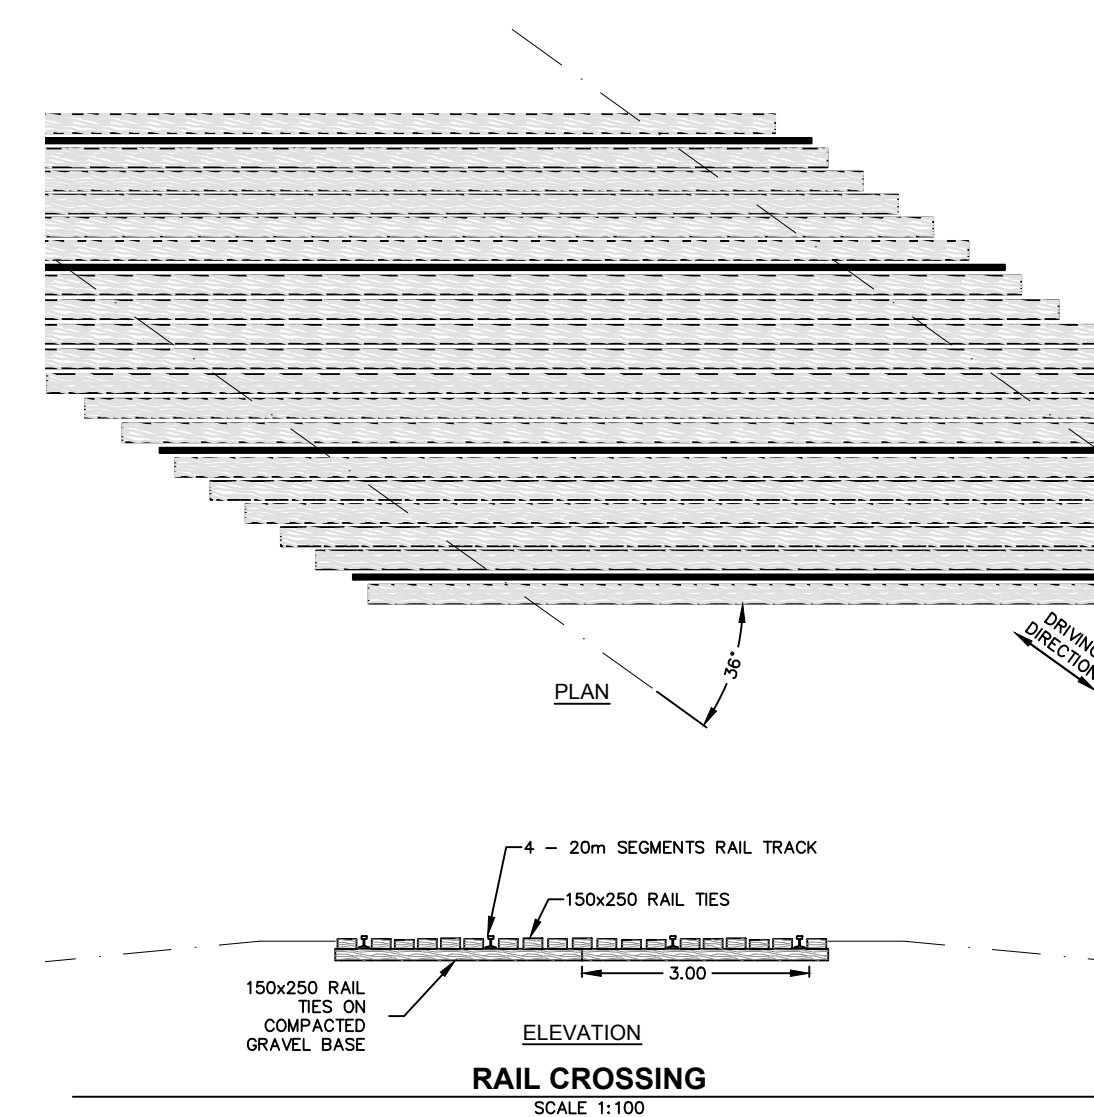 DRIVING
DIRECTION
36°
PLAN
4 – 20m SEGMENTS RAIL TRACK
150x250 RAIL TIES
3.00
150x250 RAIL
TIES ON
COMPACTED
GRAVEL BASE
ELEVATION
RAIL CROSSING
SCALE 1:100